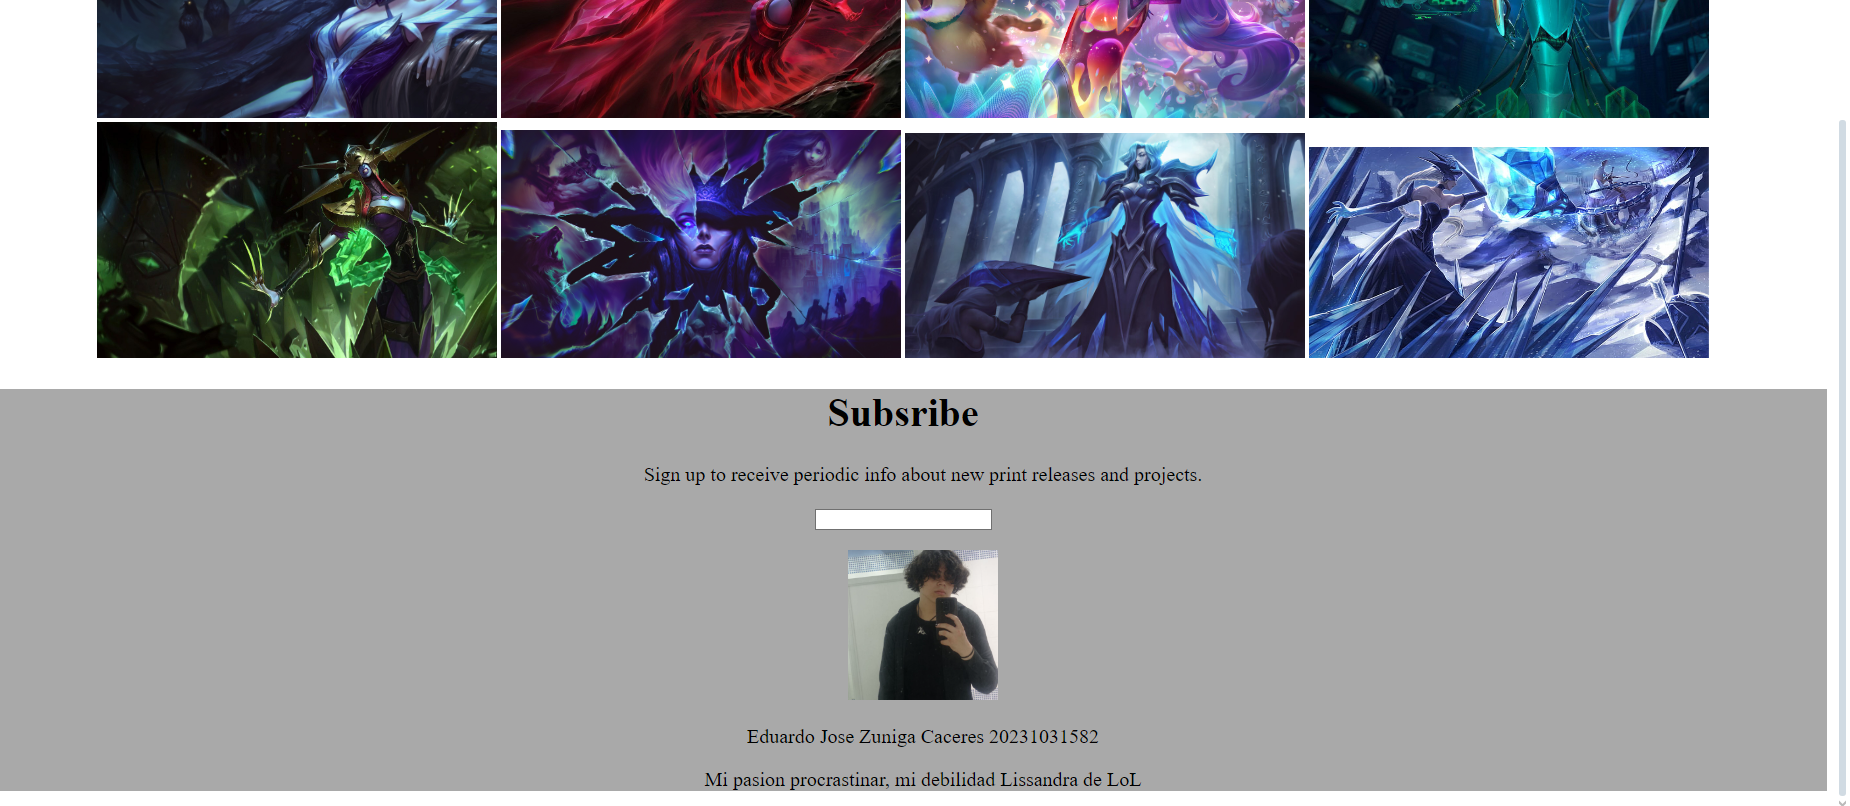 Subsribe
Sign up to receive periodic info about new print releases and projects.
Eduardo Jose Zuniga Caceres 20231031582
Mi pasion procrastinar, mi debilidad Lissandra de LoL